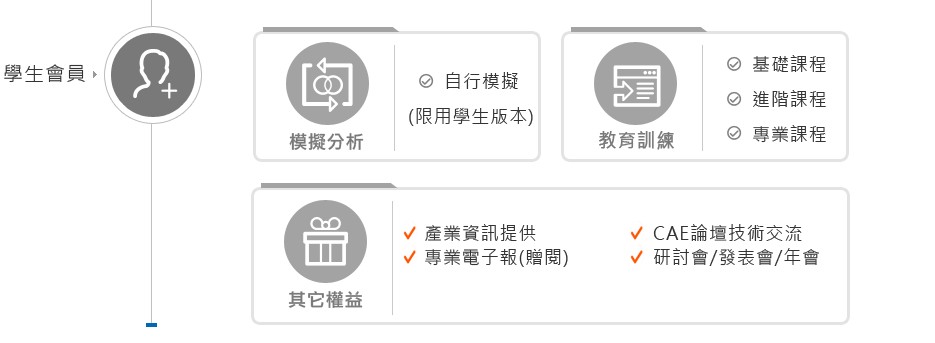 學生會員
模擬分析
自行模擬
(限用學生版本)
教育訓練
基礎課程
進階課程
專業課程
其它權益
產業資訊提供
專業電子報(贈閱)
CAE論壇技術交流
研討會/發表會/年會